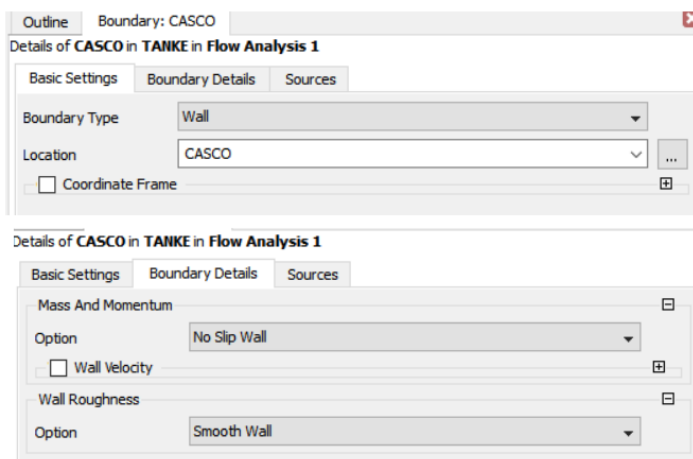 Outline Boundary: CASCO
Details of CASCO in TANKE in Flow Analysis 1
Basic Settings Boundary Details Sources
Boundary Type Wall
Location CASCO ...
Coordinate Frame
Details of CASCO in TANKE in Flow Analysis 1
Basic Settings Boundary Details Sources
Mass And Momentum
Option No Slip Wall
Wall Velocity
Wall Roughness
Option Smooth Wall